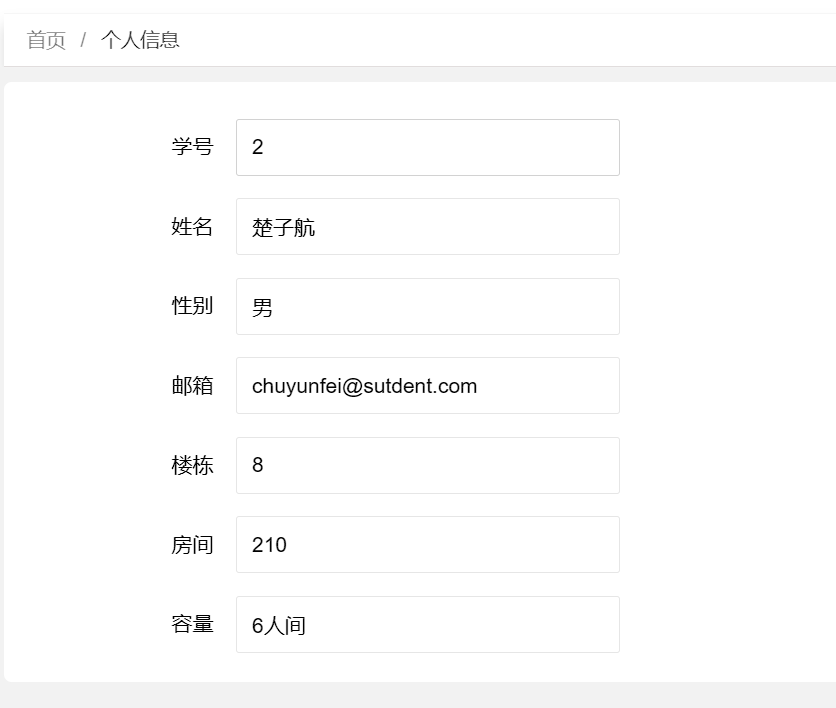 首页 / 个人信息
学号 2
姓名 楚子航
性别 男
邮箱 chuyunfei@sutdent.com
楼栋 8
房间 210
容量 6人间